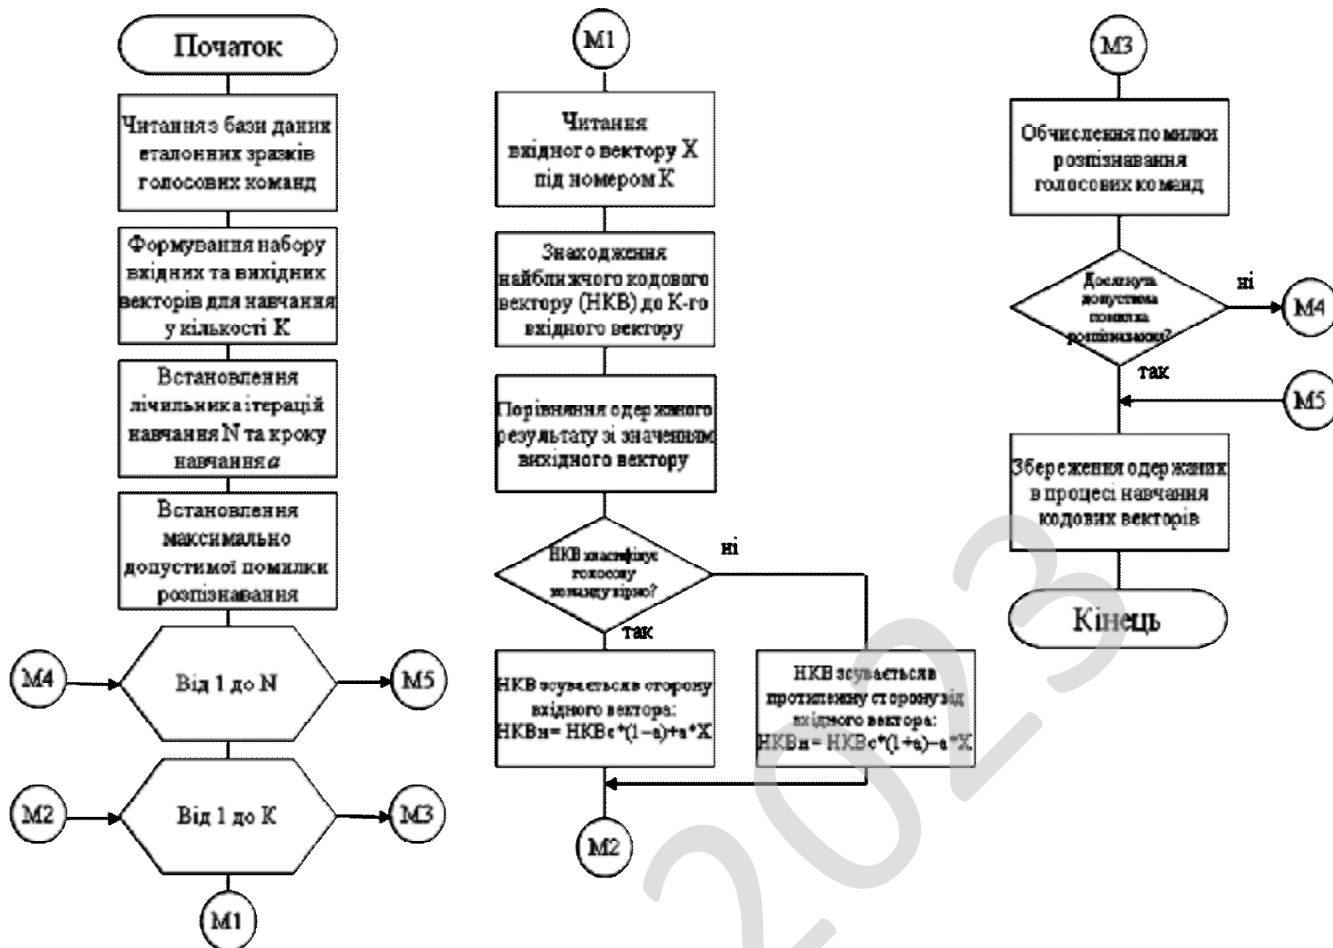 Початок
Читання з бази даних
еталонних зразків
голосових команд
Формування набору
вхідних та вихідних
векторів для навчання
у кількості K
Встановлення
лічильника ітерацій
навчання N та кроку
навчання a
Встановлення
максимально
допустимої помилки
розпізнавання
M4
Від 1 до N
M5
M2
Від 1 до K
M3
M1
M1
Читання
вхідного вектору X
під номером K
Знаходження
найближчого кодового
вектору (НКВ) до K-го
вхідного вектору
Порівняння одержаного
результату зі значенням
вихідного вектору
НКВ класифікує
голосову
команду вірно?
ні
так
НКВ зсувається в сторону
вхідного вектора:
НКВн= НКВс*(1−a)+a*X
НКВ зсувається в
протилежну сторону від
вхідного вектора:
НКВн= НКВс*(1+a)−a*X
M2
M3
Обчислення помилки
розпізнавання
голосових команд
Досягнута
допустима
помилка
розпізнавання?
ні
M4
так
M5
Збереження одержаних
в процесі навчання
кодових векторів
Кінець
2023